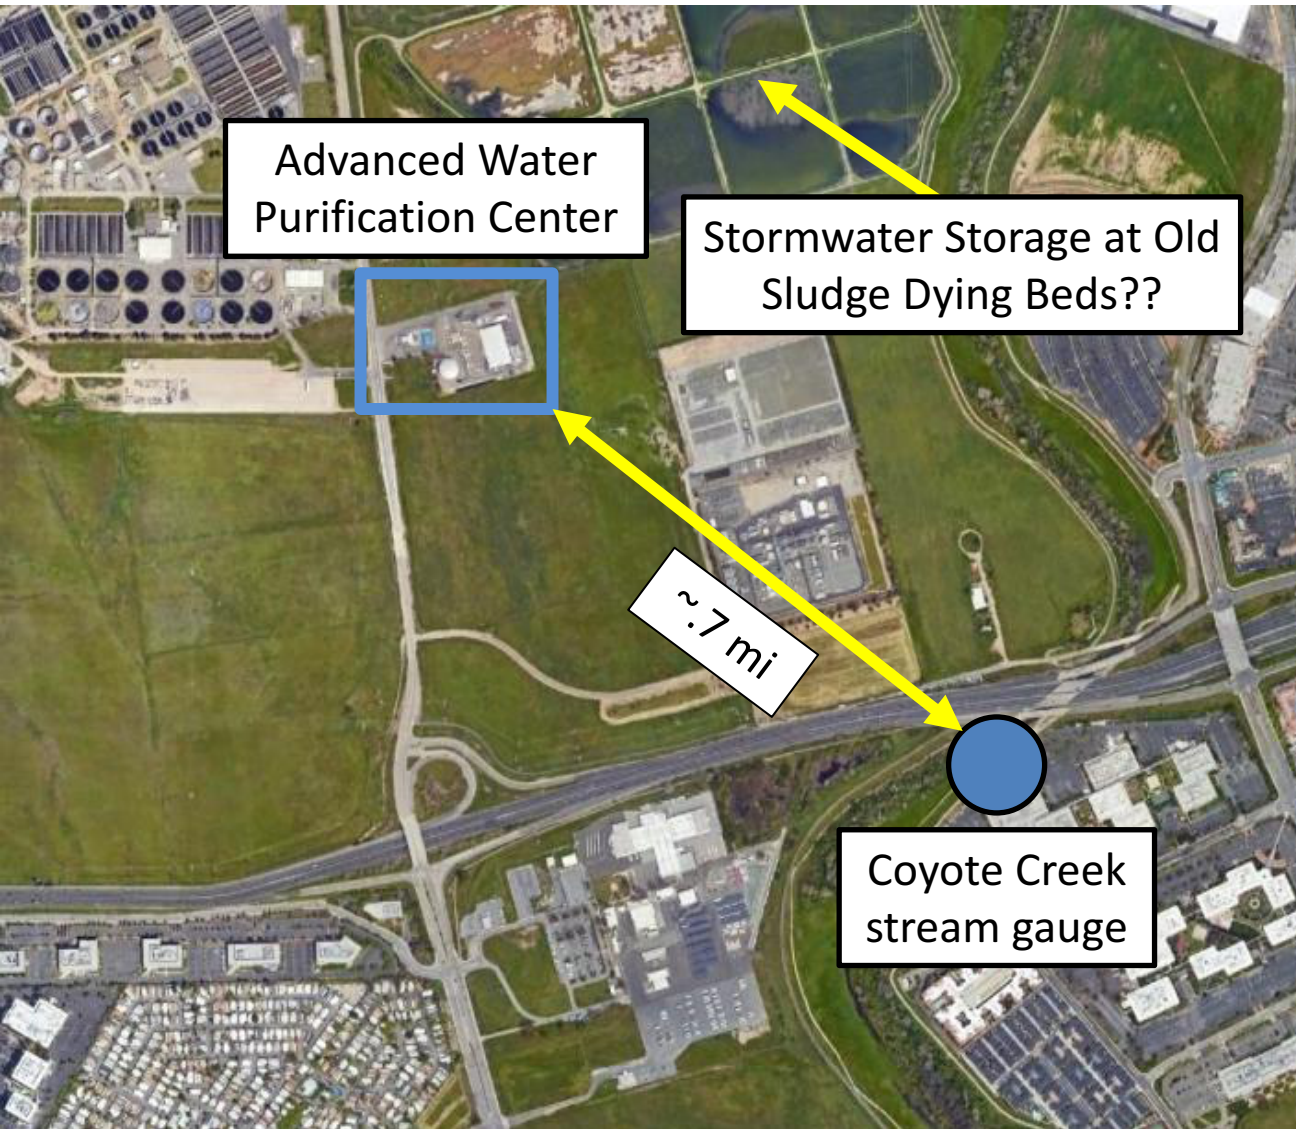 Advanced Water
Purification Center
Stormwater Storage at Old
Sludge Dying Beds??
~.7 mi
Coyote Creek
stream gauge